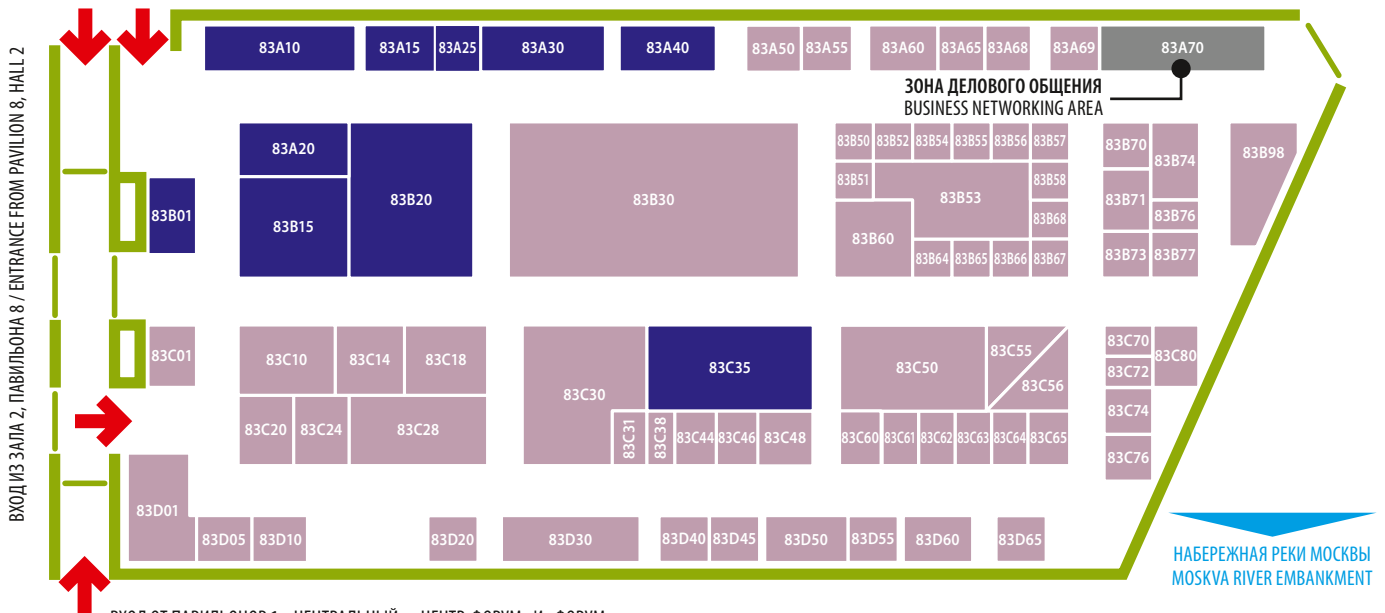 83A10 83A15 83A25 83A30 83A40 83A50 83A55 83A60 83A65 83A68 83A69 83A70
ЗОНА ДЕЛОВОГО ОБЩЕНИЯ
BUSINESS NETWORKING AREA
ВХОД ИЗ ЗАЛА 2, ПАВИЛЬОНА 8 / ENTRANCE FROM PAVILION 8, HALL 2
83A20 83B50 83B52 83B54 83B55 83B56 83B57 83B70 83B74 83B98
83B51 83B58
83B01 83B15 83B20 83B30 83B53 83B71 83B76
83B60 83B68
83B64 83B65 83B66 83B67 83B73 83B77
83C01 83C10 83C14 83C18 83C30 83C35 83C50 83C55 83C56 83C70 83C80
83C72
83C20 83C24 83C28 83C31 83C38 83C44 83C46 83C48 83C60 83C61 83C62 83C63 83C64 83C65 83C74
83C76
83D01 83D05 83D10 83D20 83D30 83D40 83D45 83D50 83D55 83D60 83D65
НАБЕРЕЖНАЯ РЕКИ МОСКВЫ
MOSKVA RIVER EMBANKMENT